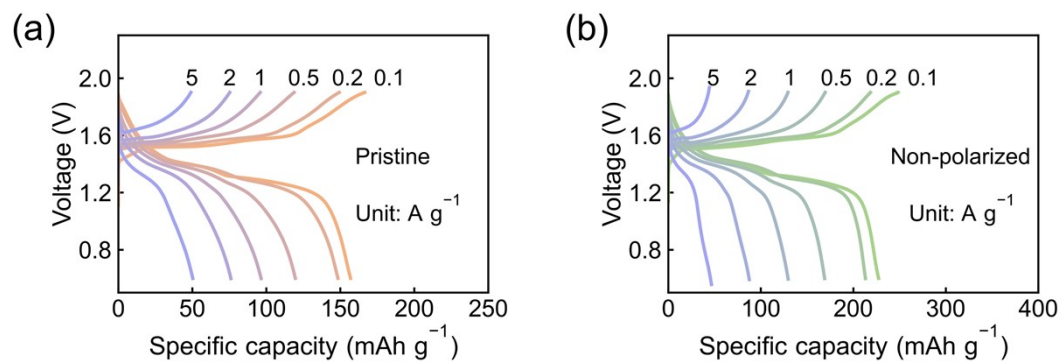 (a)
2.0
1.6
1.2
0.8
Voltage (V)
5 2 1 0.5 0.2 0.1
Pristine
Unit: A g⁻¹
0 50 100 150 200 250
Specific capacity (mAh g⁻¹)
(b)
2.0
1.6
1.2
0.8
Voltage (V)
5 2 1 0.5 0.2 0.1
Non-polarized
Unit: A g⁻¹
0 100 200 300 400
Specific capacity (mAh g⁻¹)